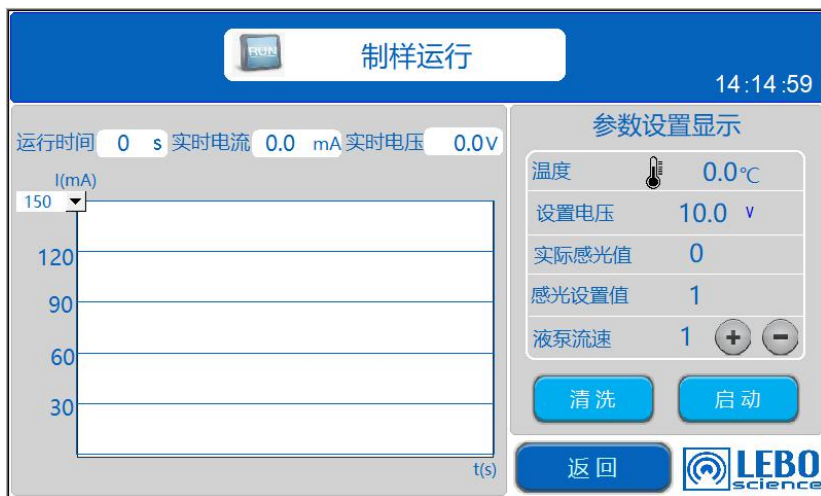 RUN 制样运行
14:14:59
运行时间 0 s 实时电流 0.0 mA 实时电压 0.0V
I(mA)
150
120
90
60
30
t(s)
参数设置显示
温度 0.0℃
设置电压 10.0 V
实际感光值 0
感光设置值 1
液泵流速 1 + −
清洗 启动
返回 LEBO
science